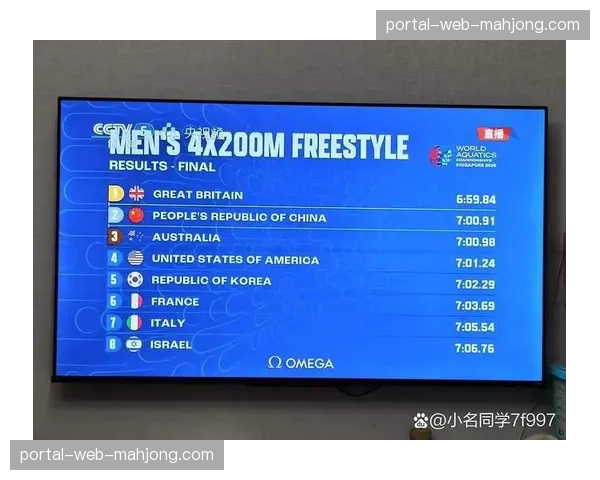 portal-web-mahjong.com
CCTV 5 央视频
直播
MEN'S 4X200M FREESTYLE
RESULTS - FINAL
WORLD
AQUATICS
CHAMPIONSHIPS
SINGAPORE 2025
1 GREAT BRITAIN 6:59.84
2 PEOPLE'S REPUBLIC OF CHINA 7:00.91
3 AUSTRALIA 7:00.98
4 UNITED STATES OF AMERICA 7:01.24
5 REPUBLIC OF KOREA 7:02.29
6 FRANCE 7:03.69
7 ITALY 7:05.54
8 ISRAEL 7:06.76
Ω OMEGA
@小名同学7f997
portal-web-mahjong.com